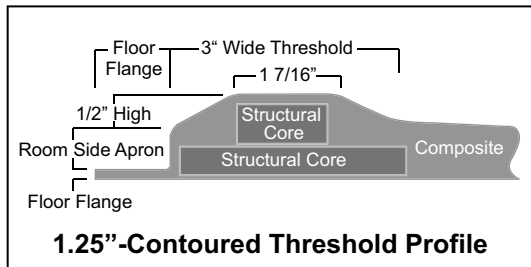 Floor
Flange
3“ Wide Threshold
1 7/16”
1/2” High
Structural
Core
Room Side Apron
Structural Core
Composite
Floor Flange
1.25”-Contoured Threshold Profile